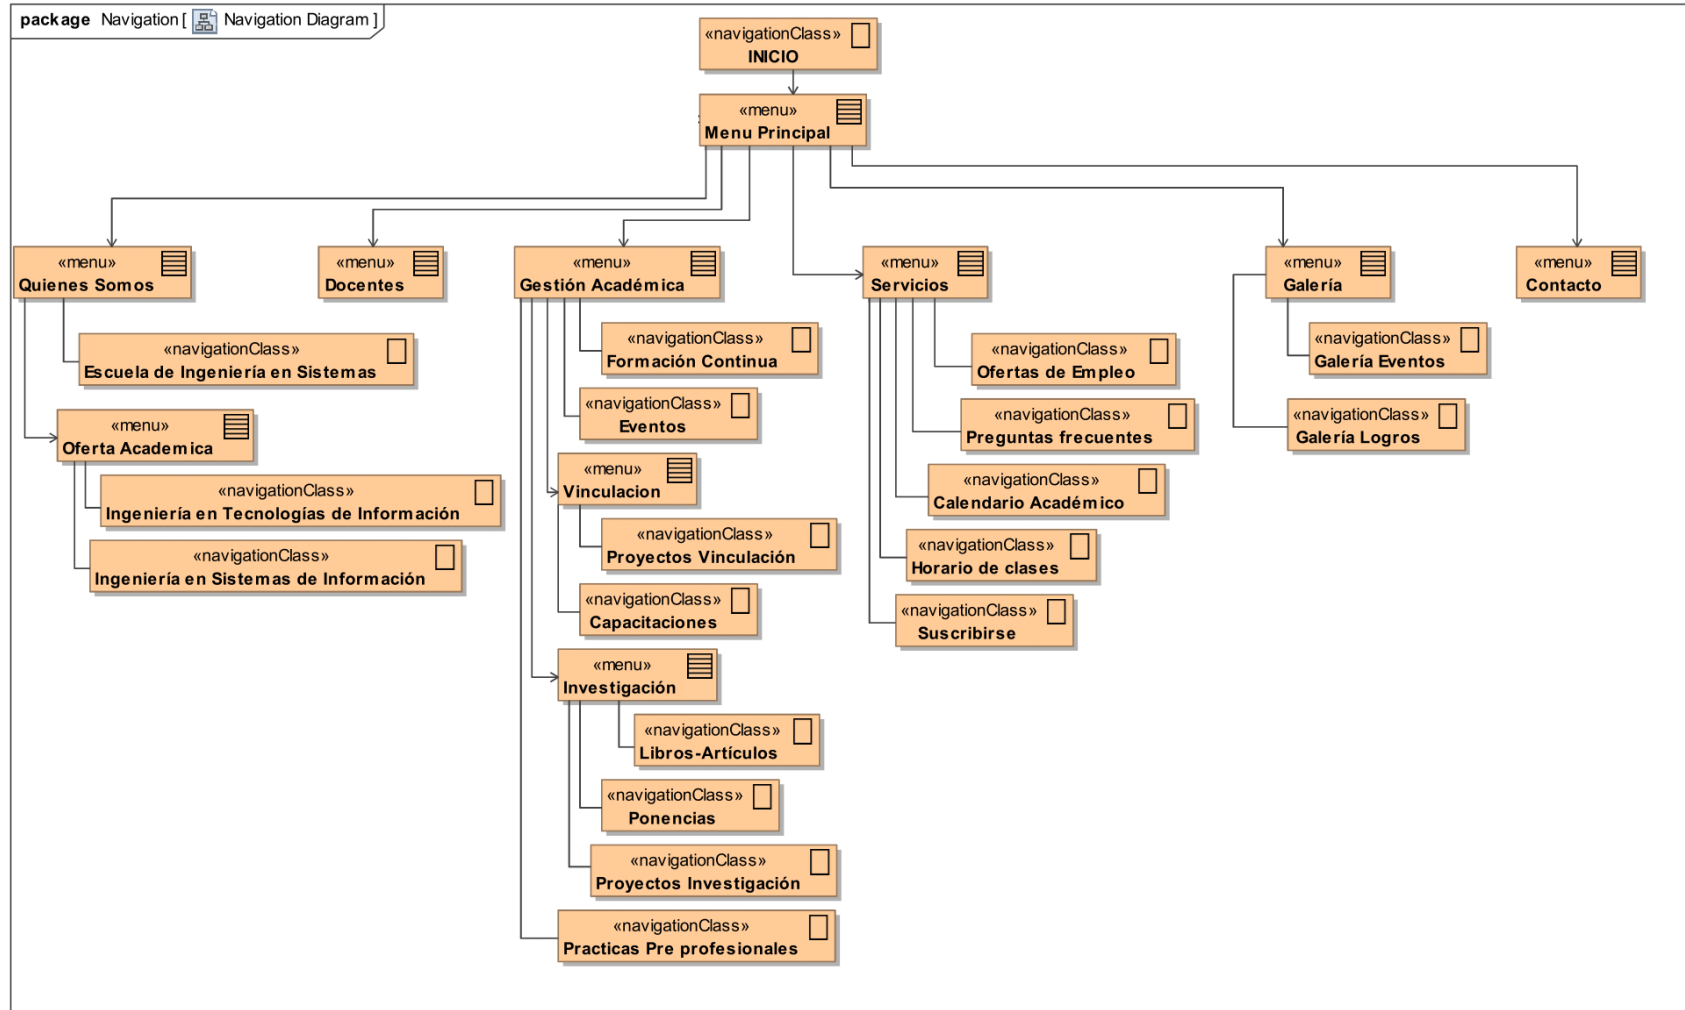 package Navigation [ Navigation Diagram ]
«navigationClass»
INICIO
«menu»
Menu Principal
«menu»
Quienes Somos
«menu»
Docentes
«menu»
Gestión Académica
«menu»
Servicios
«menu»
Galería
«menu»
Contacto
«navigationClass»
Escuela de Ingeniería en Sistemas
«menu»
Oferta Academica
«navigationClass»
Ingeniería en Tecnologías de Información
«navigationClass»
Ingeniería en Sistemas de Información
«navigationClass»
Formación Continua
«navigationClass»
Eventos
«menu»
Vinculacion
«navigationClass»
Proyectos Vinculación
«navigationClass»
Capacitaciones
«menu»
Investigación
«navigationClass»
Libros-Artículos
«navigationClass»
Ponencias
«navigationClass»
Proyectos Investigación
«navigationClass»
Practicas Pre profesionales
«navigationClass»
Ofertas de Empleo
«navigationClass»
Preguntas frecuentes
«navigationClass»
Calendario Académico
«navigationClass»
Horario de clases
«navigationClass»
Suscribirse
«navigationClass»
Galería Eventos
«navigationClass»
Galería Logros